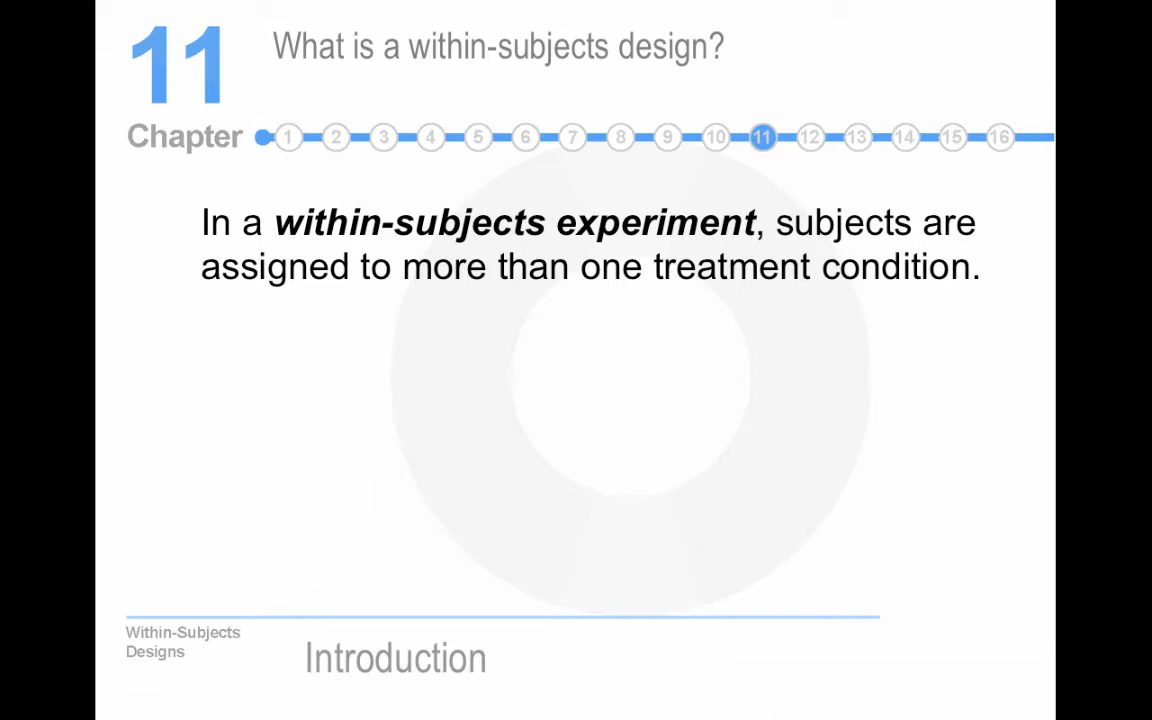 11
What is a within-subjects design?
Chapter
1 2 3 4 5 6 7 8 9 10 11 12 13 14 15 16
In a within-subjects experiment, subjects are
assigned to more than one treatment condition.
Within-Subjects
Designs
Introduction